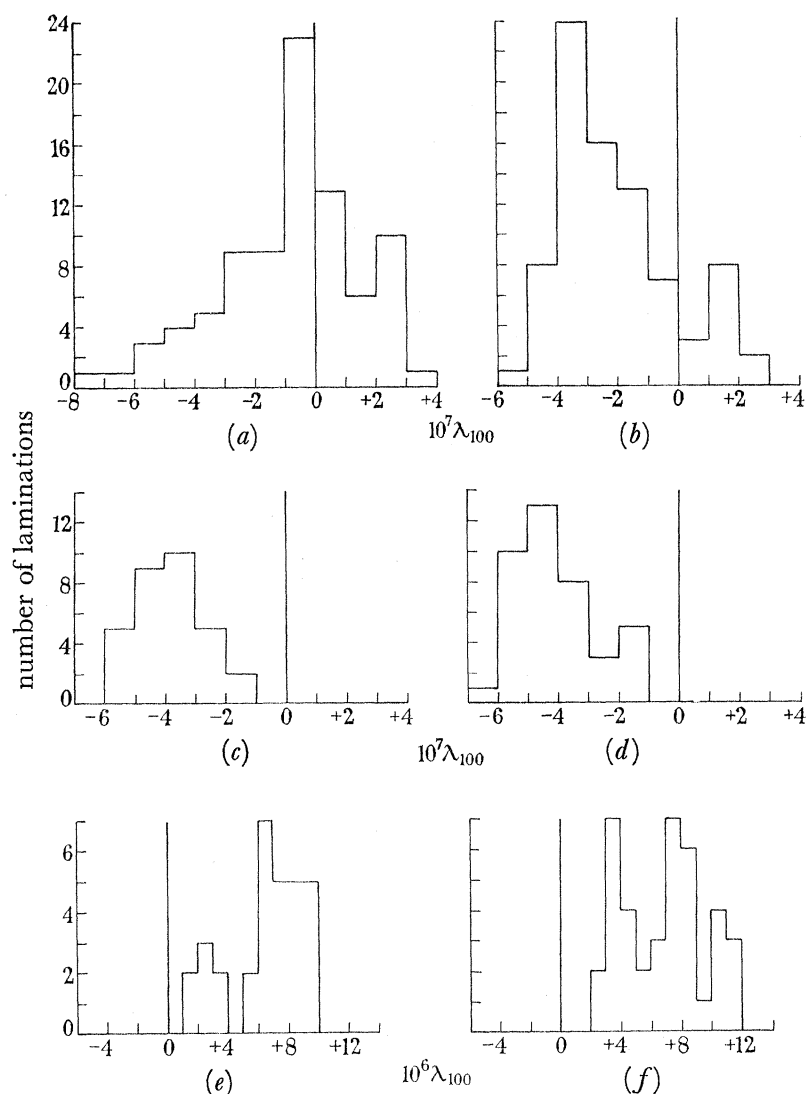 24
20
16
12
8
4
0
-8 -6 -4 -2 0 +2 +4
-6 -4 -2 0 +2 +4
(a) 10⁷λ₁₀₀ (b)
number of laminations
12
8
4
0
-6 -4 -2 0 +2 +4
-6 -4 -2 0 +2 +4
(c) 10⁷λ₁₀₀ (d)
6
4
2
0
-4 0 +4 +8 +12
-4 0 +4 +8 +12
(e) 10⁶λ₁₀₀ (f)